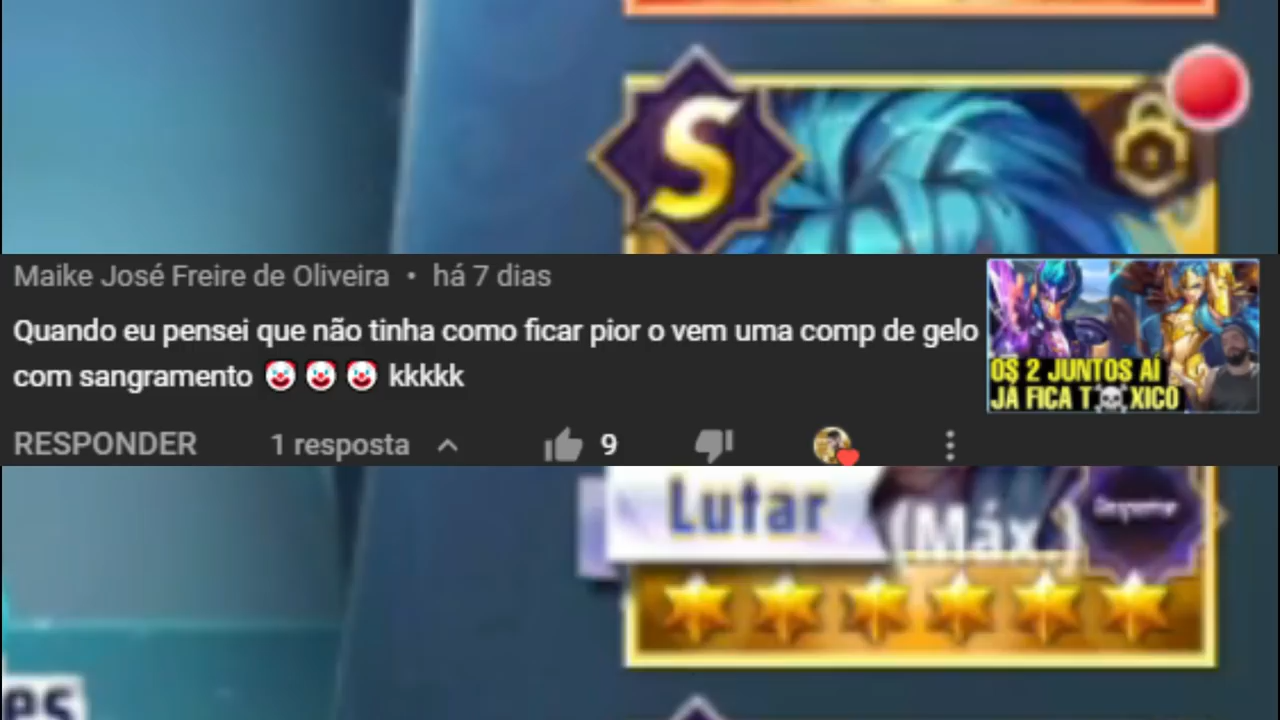 S
Maike José Freire de Oliveira • há 7 dias
Quando eu pensei que não tinha como ficar pior o vem uma comp de gelo
com sangramento 🤡🤡🤡 kkkkk
OS 2 JUNTOS AÍ
JÁ FICA T☠XICO
RESPONDER 1 resposta 9
Lutar
(Máx.)
Despertar
es